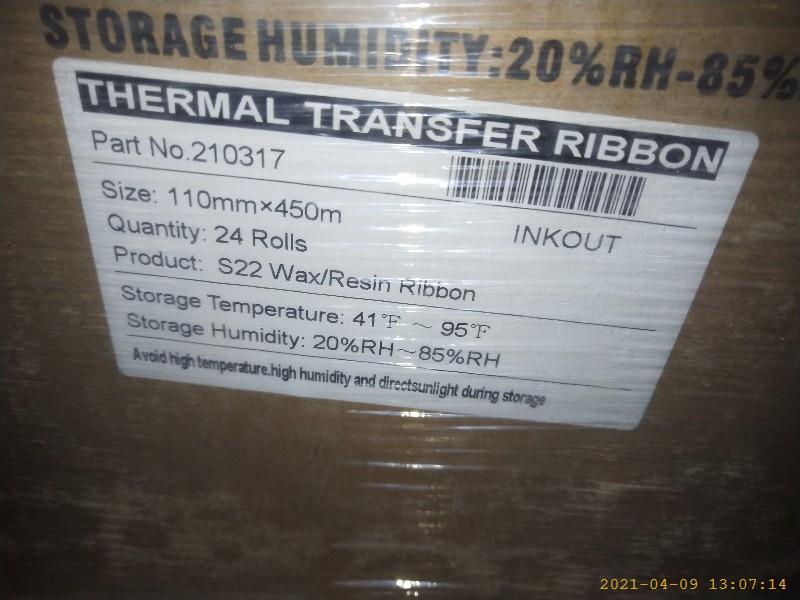 STORAGE HUMIDITY:20%RH-85%
THERMAL TRANSFER RIBBON
Part No.210317
Size: 110mm×450m
INKOUT
Quantity: 24 Rolls
Product: S22 Wax/Resin Ribbon
Storage Temperature: 41℉ ~ 95℉
Storage Humidity: 20%RH~85%RH
Avoid high temperature.high humidity and directsunlight during storage
2021-04-09 13:07:14